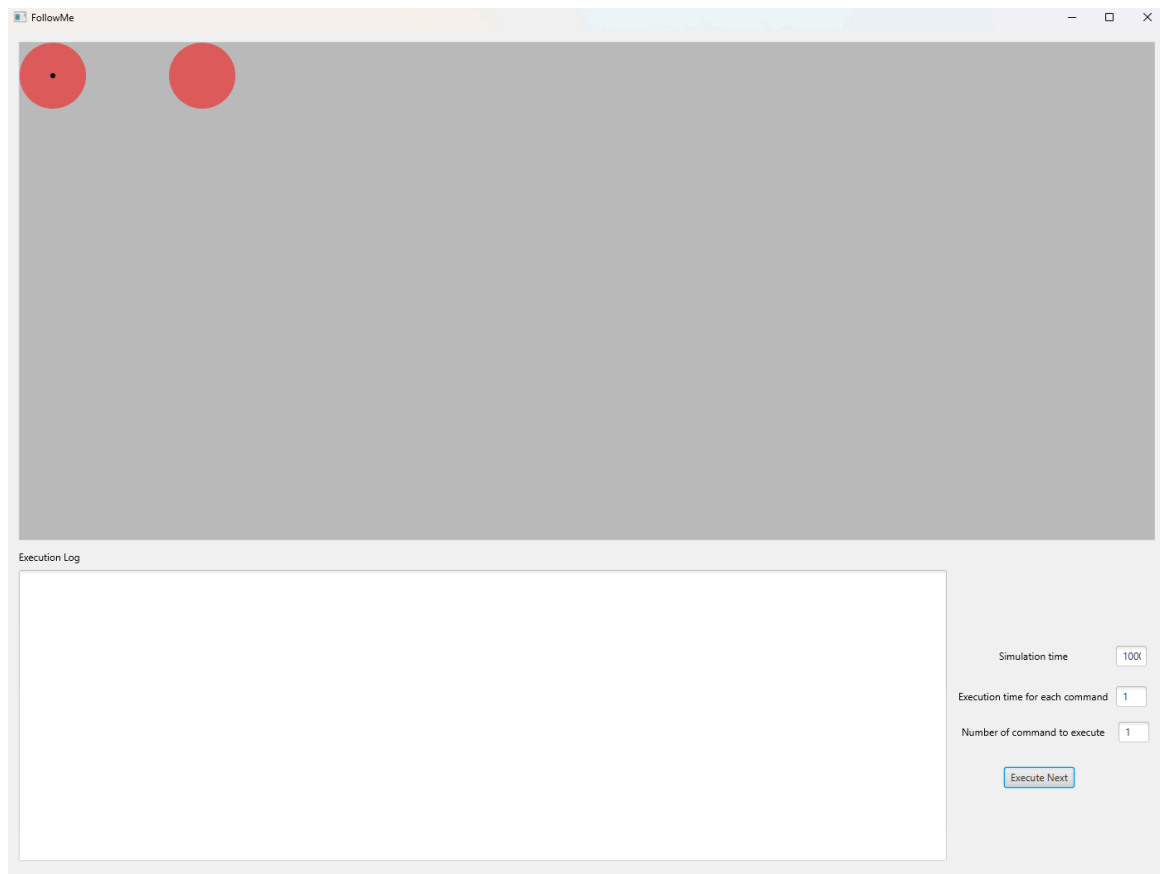 FollowMe
Execution Log
Simulation time
100
Execution time for each command
1
Number of command to execute
1
Execute Next